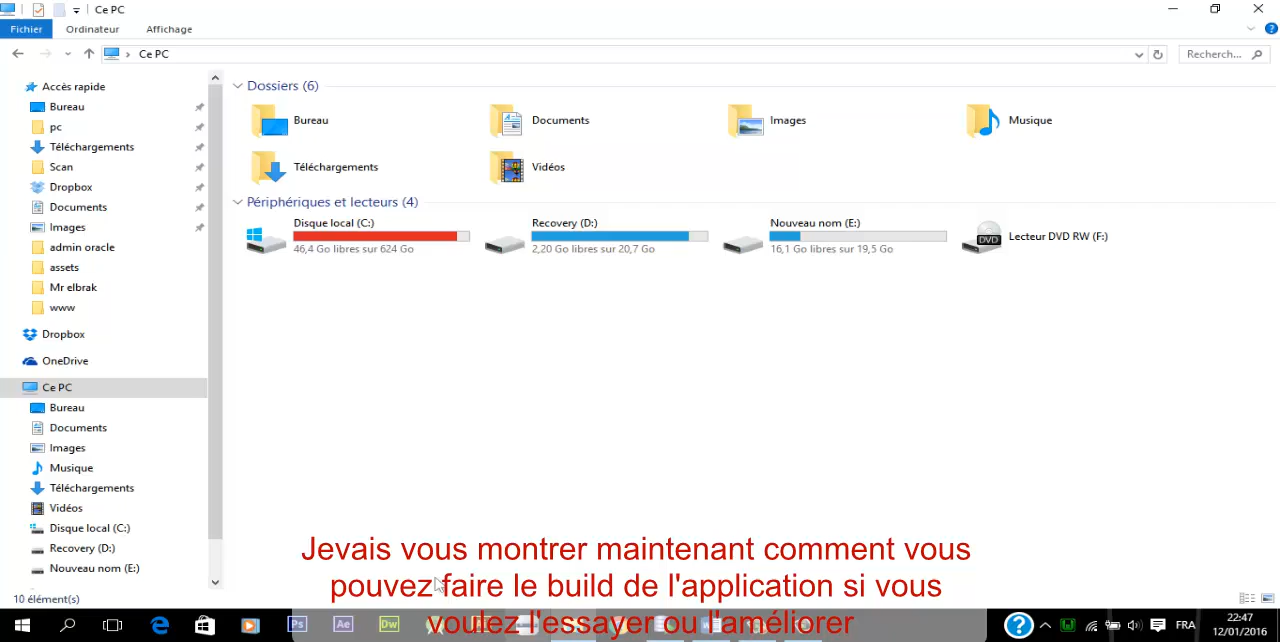 Ce PC
Fichier Ordinateur Affichage
Ce PC Recherch...
Accès rapide
Bureau
pc
Téléchargements
Scan
Dropbox
Documents
Images
admin oracle
assets
Mr elbrak
www
Dropbox
OneDrive
Ce PC
Bureau
Documents
Images
Musique
Téléchargements
Vidéos
Disque local (C:)
Recovery (D:)
Nouveau nom (E:)
Dossiers (6)
Bureau Documents Images Musique
Téléchargements Vidéos
Périphériques et lecteurs (4)
Disque local (C:)
46,4 Go libres sur 624 Go
Recovery (D:)
2,20 Go libres sur 20,7 Go
Nouveau nom (E:)
16,1 Go libres sur 19,5 Go
DVD
Lecteur DVD RW (F:)
Jevais vous montrer maintenant comment vous
pouvez faire le build de l'application si vous
voulez l'essayer ou l'améliorer
10 élément(s)
Ps Ae Dw
FRA
22:47
12/01/2016